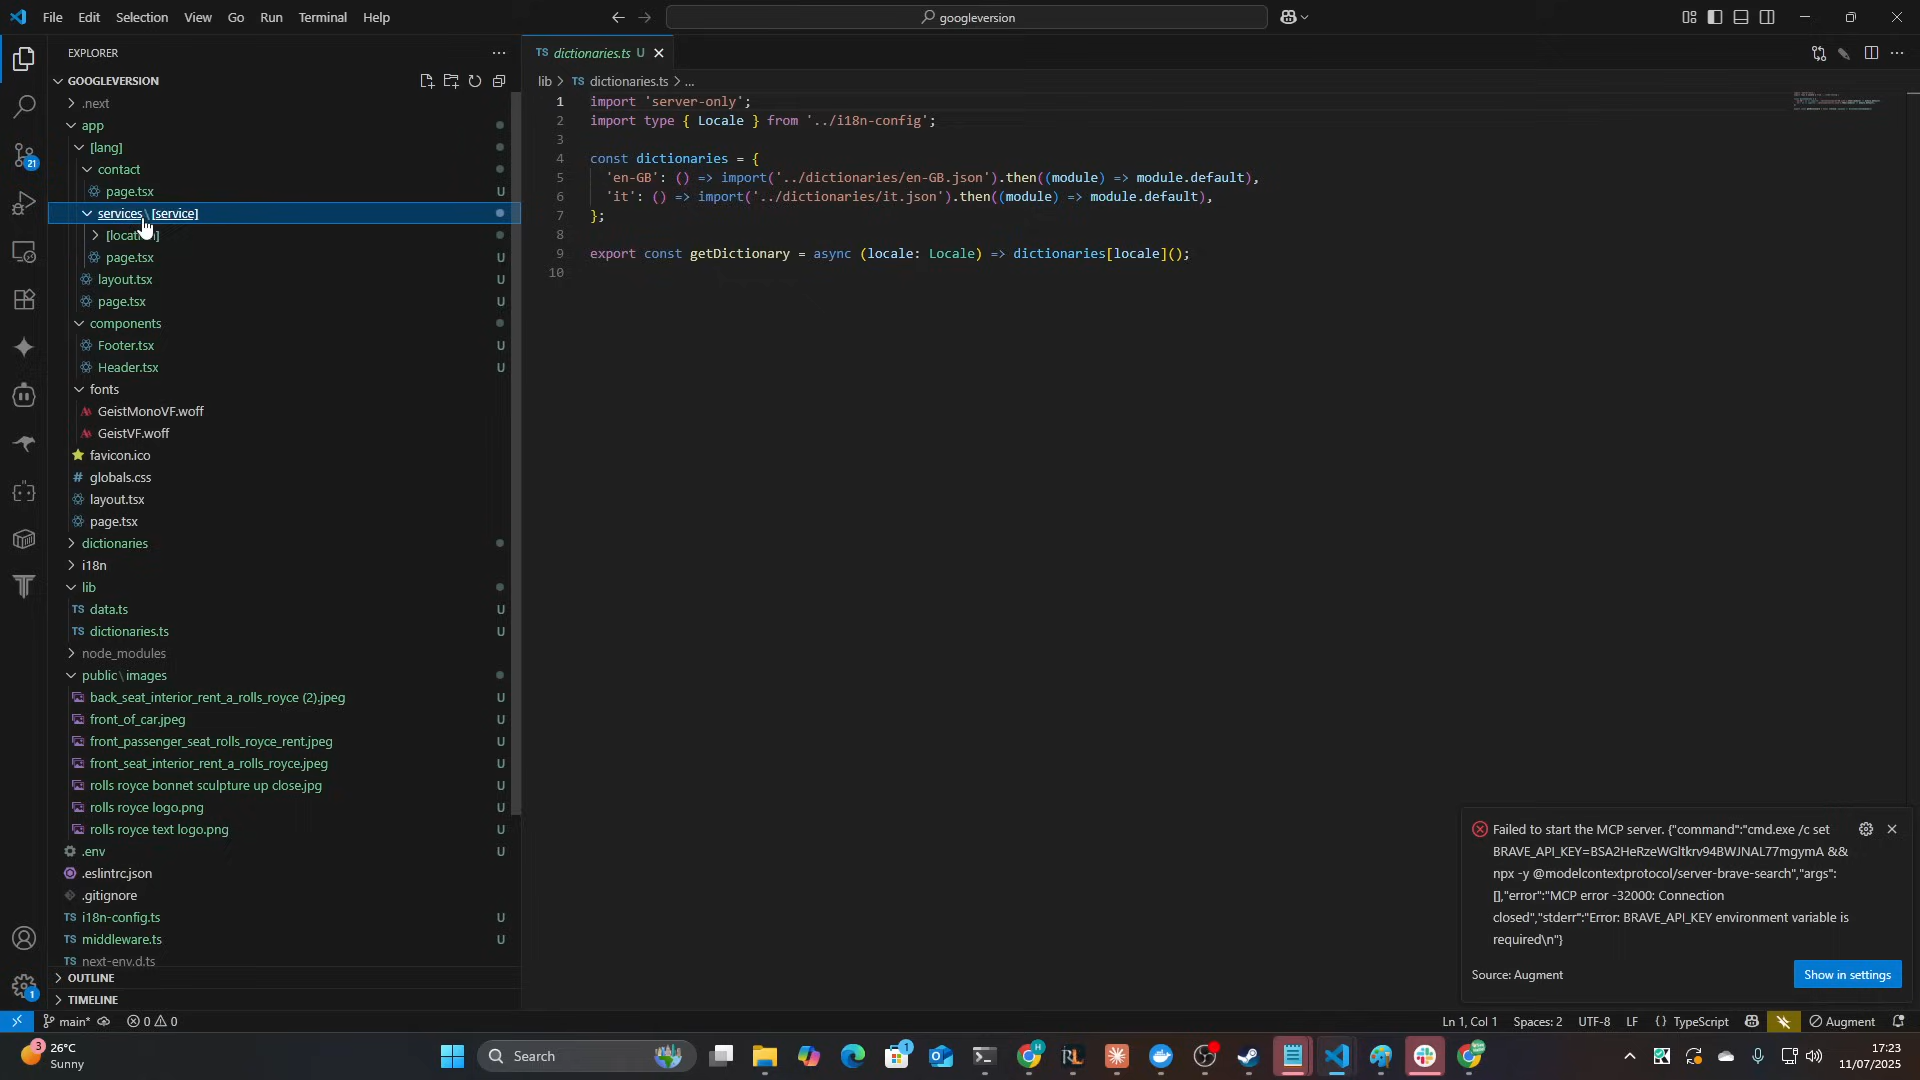 File Edit Selection View Go Run Terminal Help
googleversion
EXPLORER
GOOGLEVERSION
.next
app
[lang]
contact
page.tsx U
services \ [service]
page.tsx U
layout.tsx U
page.tsx U
components
Footer.tsx U
Header.tsx U
fonts
GeistMonoVF.woff
GeistVF.woff
favicon.ico
# globals.css
layout.tsx
page.tsx
dictionaries
i18n
lib
TS data.ts U
TS dictionaries.ts U
node_modules
public \ images
back_seat_interior_rent_a_rolls_royce (2).jpeg U
front_of_car.jpeg U
front_passenger_seat_rolls_royce_rent.jpeg U
front_seat_interior_rent_a_rolls_royce.jpeg U
rolls royce bonnet sculpture up close.jpg U
rolls royce logo.png U
rolls royce text logo.png U
.env U
.eslintrc.json
.gitignore
TS i18n-config.ts U
TS middleware.ts U
next-env.d.ts
OUTLINE
TIMELINE
21
1
TS dictionaries.ts U
lib > TS dictionaries.ts > ...
1 import 'server-only';
2 import type { Locale } from '../i18n-config';
3
4 const dictionaries = {
5 'en-GB': () => import('../dictionaries/en-GB.json').then((module) => module.default),
6 'it': () => import('../dictionaries/it.json').then((module) => module.default),
7 };
8
9 export const getDictionary = async (locale: Locale) => dictionaries[locale]();
10
Failed to start the MCP server. {"command":"cmd.exe /c set
BRAVE_API_KEY=BSA2HeRzeWGltkrv94BWJNAL77mgymA &&
npx -y @modelcontextprotocol/server-brave-search","args":
[],"error":"MCP error -32000: Connection
closed","stderr":"Error: BRAVE_API_KEY environment variable is
required\n"}
Source: Augment
Show in settings
main* 0 0
Ln 1, Col 1 Spaces: 2 UTF-8 LF {} TypeScript Augment
3
26°C
Sunny
Search
1
17:23
11/07/2025